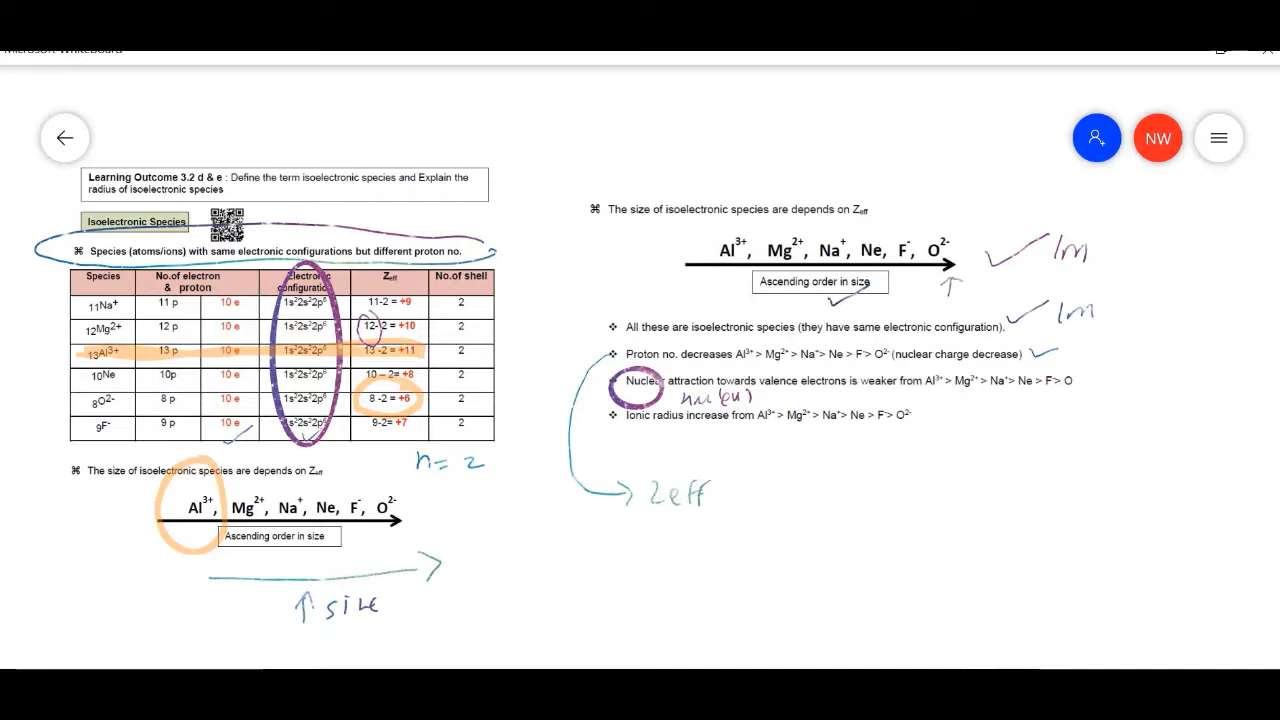 Microsoft Whiteboard
NW
Learning Outcome 3.2 d & e : Define the term isoelectronic species and Explain the
radius of isoelectronic species
Isoelectronic Species
⌘ Species (atoms/ions) with same electronic configurations but different proton no.
Species No.of electron & proton Electronic configuration Zeff No.of shell
₁₁Na⁺ 11 p 10 e 1s²2s²2p⁶ 11-2 = +9 2
₁₂Mg²⁺ 12 p 10 e 1s²2s²2p⁶ 12-2 = +10 2
₁₃Al³⁺ 13 p 10 e 1s²2s²2p⁶ 13 -2 = +11 2
₁₀Ne 10p 10 e 1s²2s²2p⁶ 10 – 2= +8 2
₈O²⁻ 8 p 10 e 1s²2s²2p⁶ 8 -2 = +6 2
₉F⁻ 9 p 10 e 1s²2s²2p⁶ 9-2= +7 2
n = 2
⌘ The size of isoelectronic species are depends on Zeff
Al³⁺, Mg²⁺, Na⁺, Ne, F⁻, O²⁻
Ascending order in size
↑ size
⌘ The size of isoelectronic species are depends on Zeff
Al³⁺, Mg²⁺, Na⁺, Ne, F⁻, O²⁻ ✓ 1m
Ascending order in size
❖ All these are isoelectronic species (they have same electronic configuration). ✓ 1m
❖ Proton no. decreases Al³⁺ > Mg²⁺ > Na⁺> Ne > F⁻> O²⁻ (nuclear charge decrease) ✓
❖ Nuclear attraction towards valence electrons is weaker from Al³⁺ > Mg²⁺ > Na⁺> Ne > F⁻> O
❖ Ionic radius increase from Al³⁺ > Mg²⁺ > Na⁺> Ne > F⁻ > O²⁻
Zeff